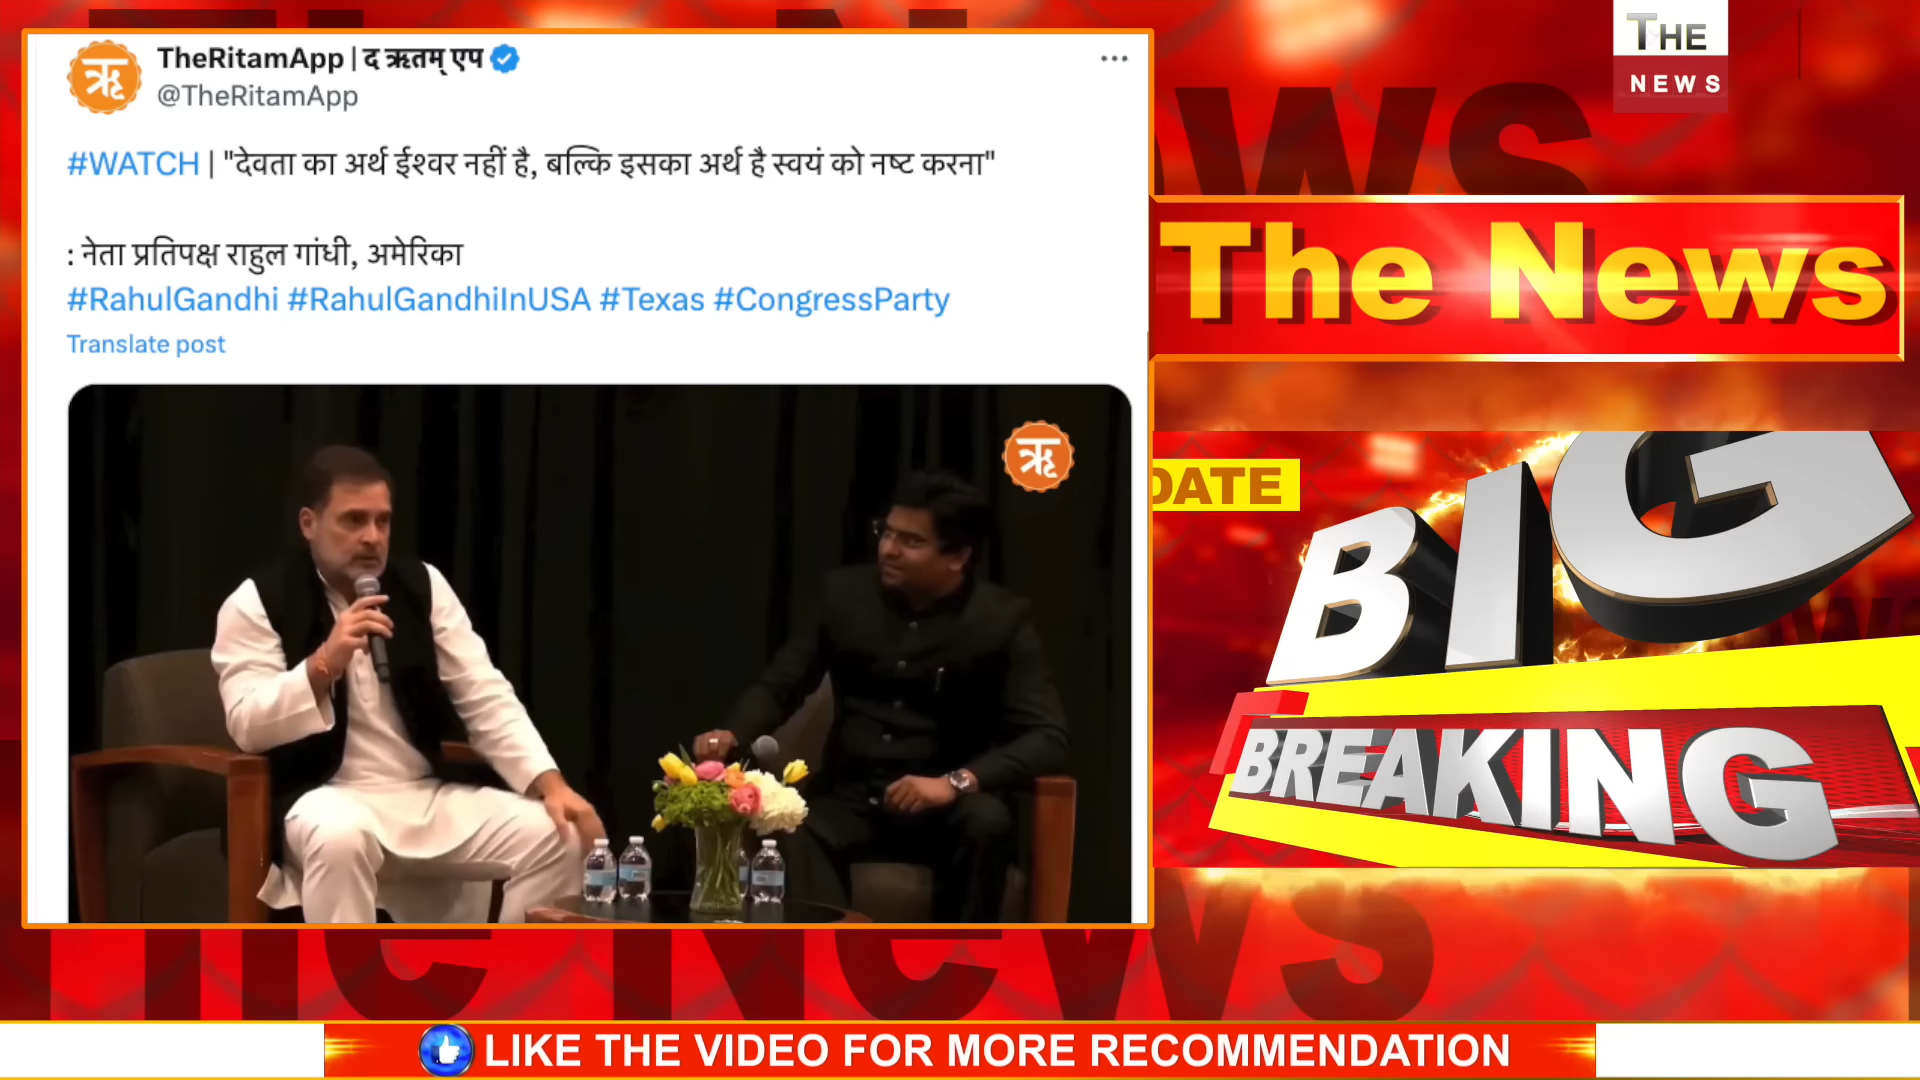 TheRitamApp | द ऋतम् एप
@TheRitamApp
#WATCH | "देवता का अर्थ ईश्वर नहीं है, बल्कि इसका अर्थ है स्वयं को नष्ट करना"
: नेता प्रतिपक्ष राहुल गांधी, अमेरिका
#RahulGandhi #RahulGandhiInUSA #Texas #CongressParty
Translate post
ऋ
ऋ
THE
NEWS
The News
DATE
BIG
BREAKING
The News
LIKE THE VIDEO FOR MORE RECOMMENDATION